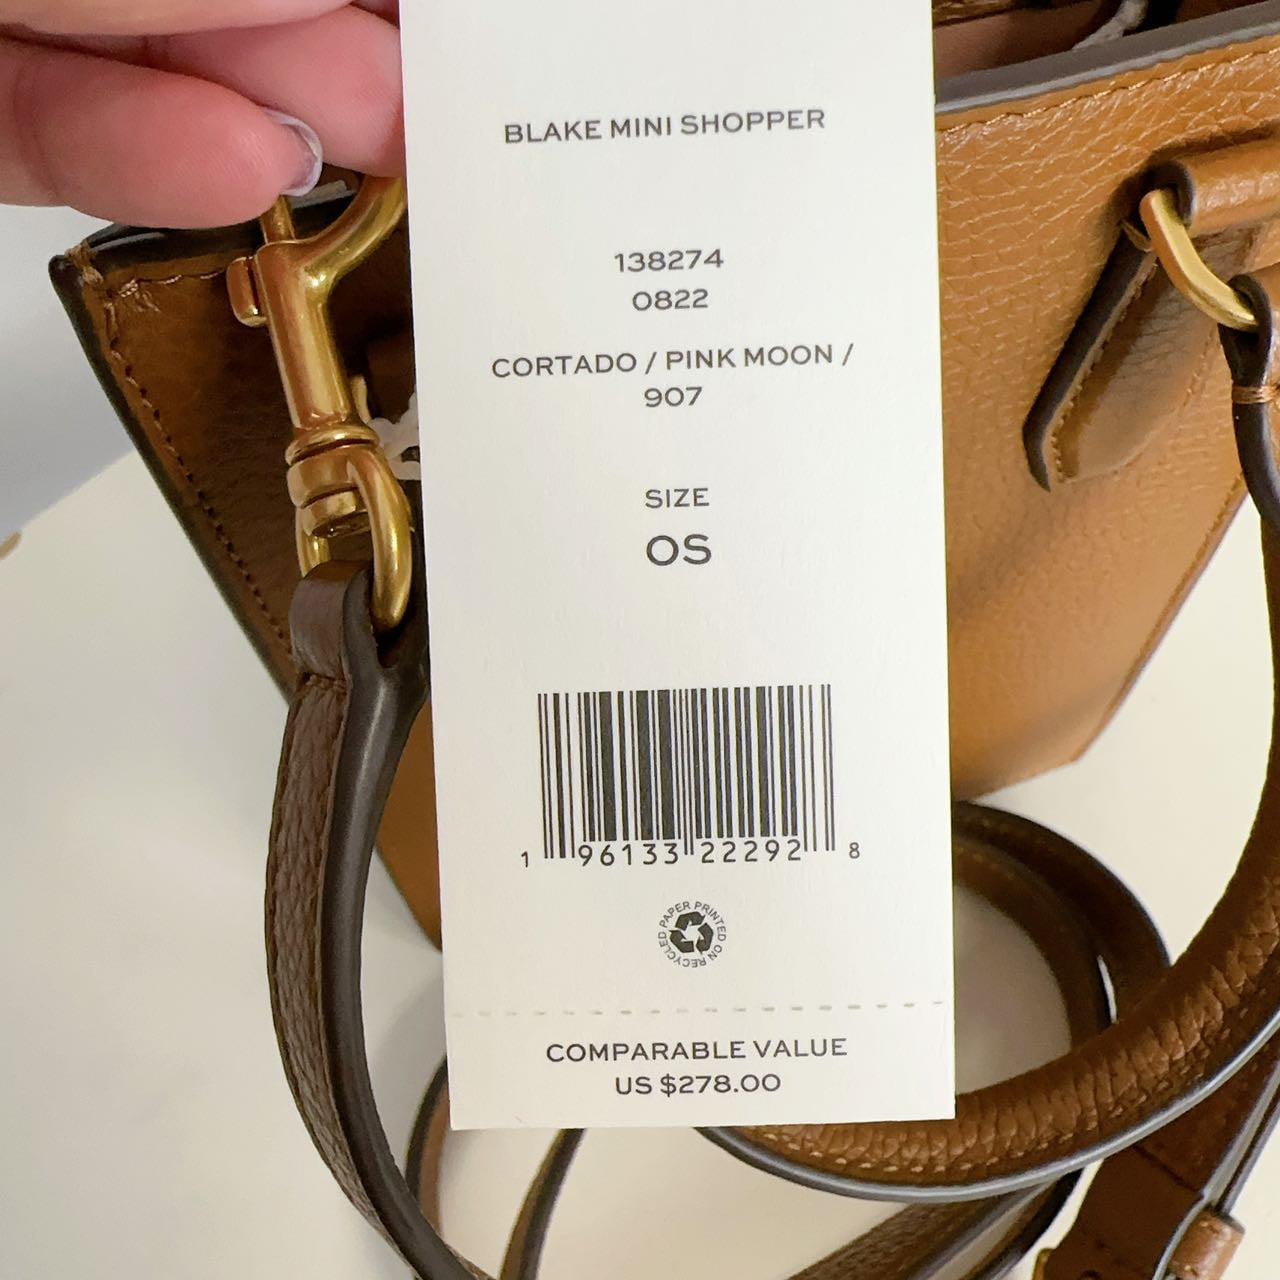 BLAKE MINI SHOPPER
138274
0822
CORTADO / PINK MOON /
907
SIZE
OS
1 96133 22292 8
PRINTED ON RECYCLED PAPER
COMPARABLE VALUE
US $278.00